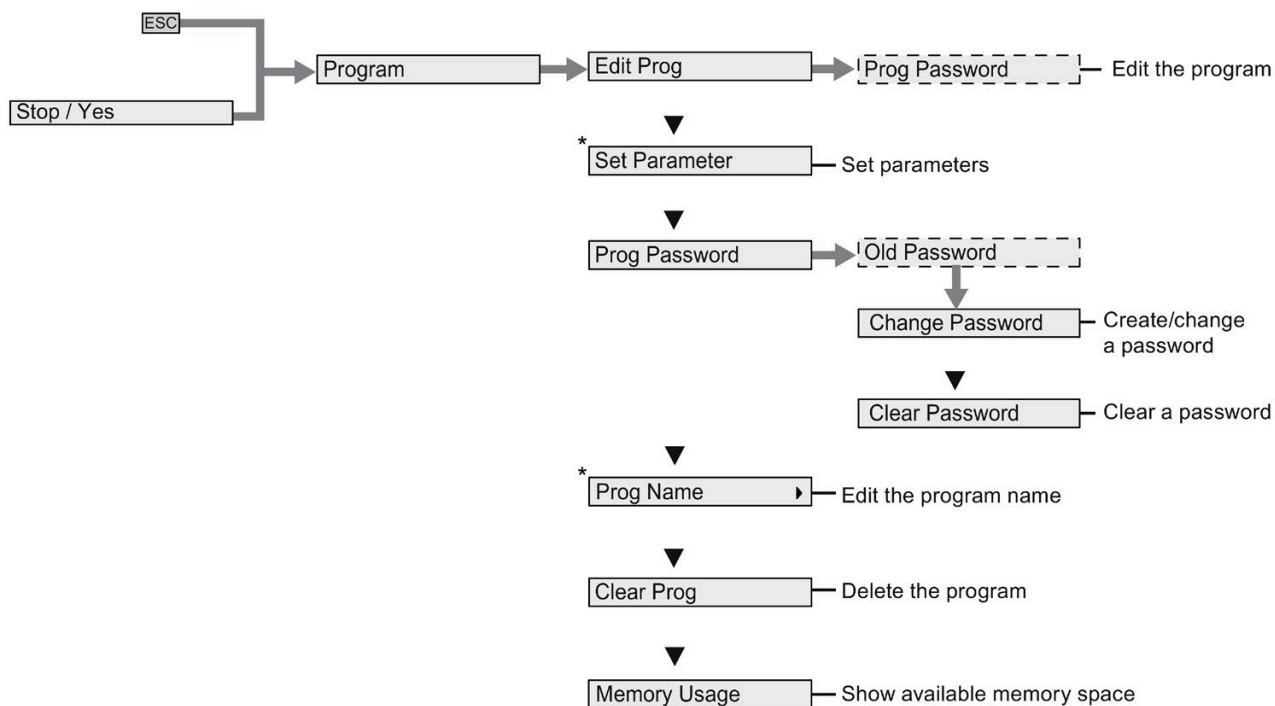 ESC
Stop / Yes
Program
Edit Prog
Prog Password
Edit the program
*
Set Parameter
Set parameters
Prog Password
Old Password
Change Password
Create/change
a password
Clear Password
Clear a password
*
Prog Name
Edit the program name
Clear Prog
Delete the program
Memory Usage
Show available memory space